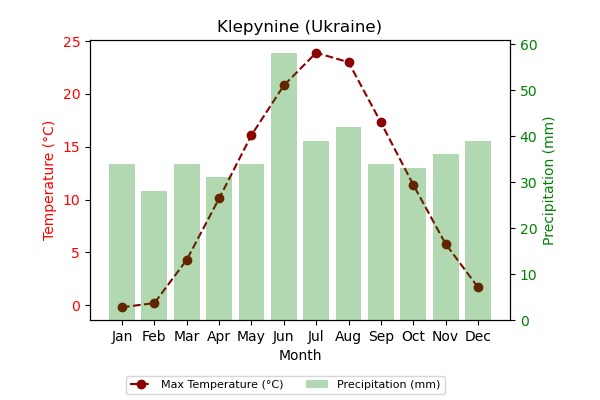 Klepynine (Ukraine)
Temperature (°C)
25
20
15
10
5
0
60
50
40
30
20
10
0
Precipitation (mm)
Jan Feb Mar Apr May Jun Jul Aug Sep Oct Nov Dec
Month
Max Temperature (°C) Precipitation (mm)